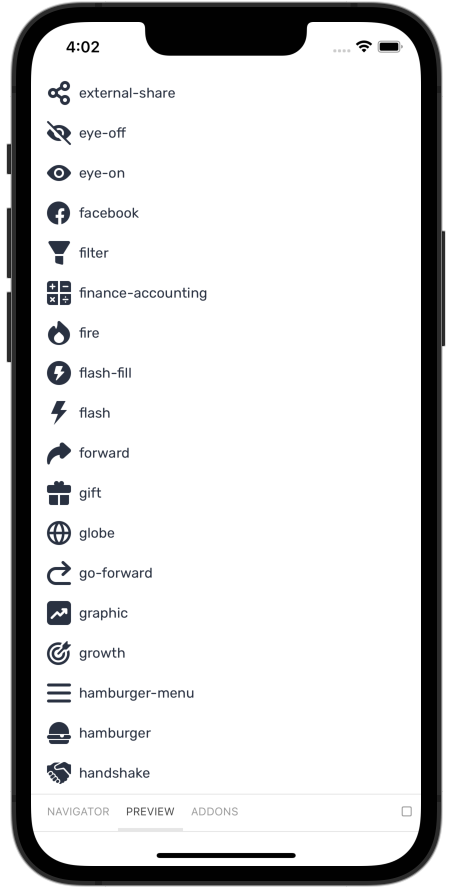 4:02
external-share
eye-off
eye-on
facebook
filter
finance-accounting
fire
flash-fill
flash
forward
gift
globe
go-forward
graphic
growth
hamburger-menu
hamburger
handshake
NAVIGATOR PREVIEW ADDONS